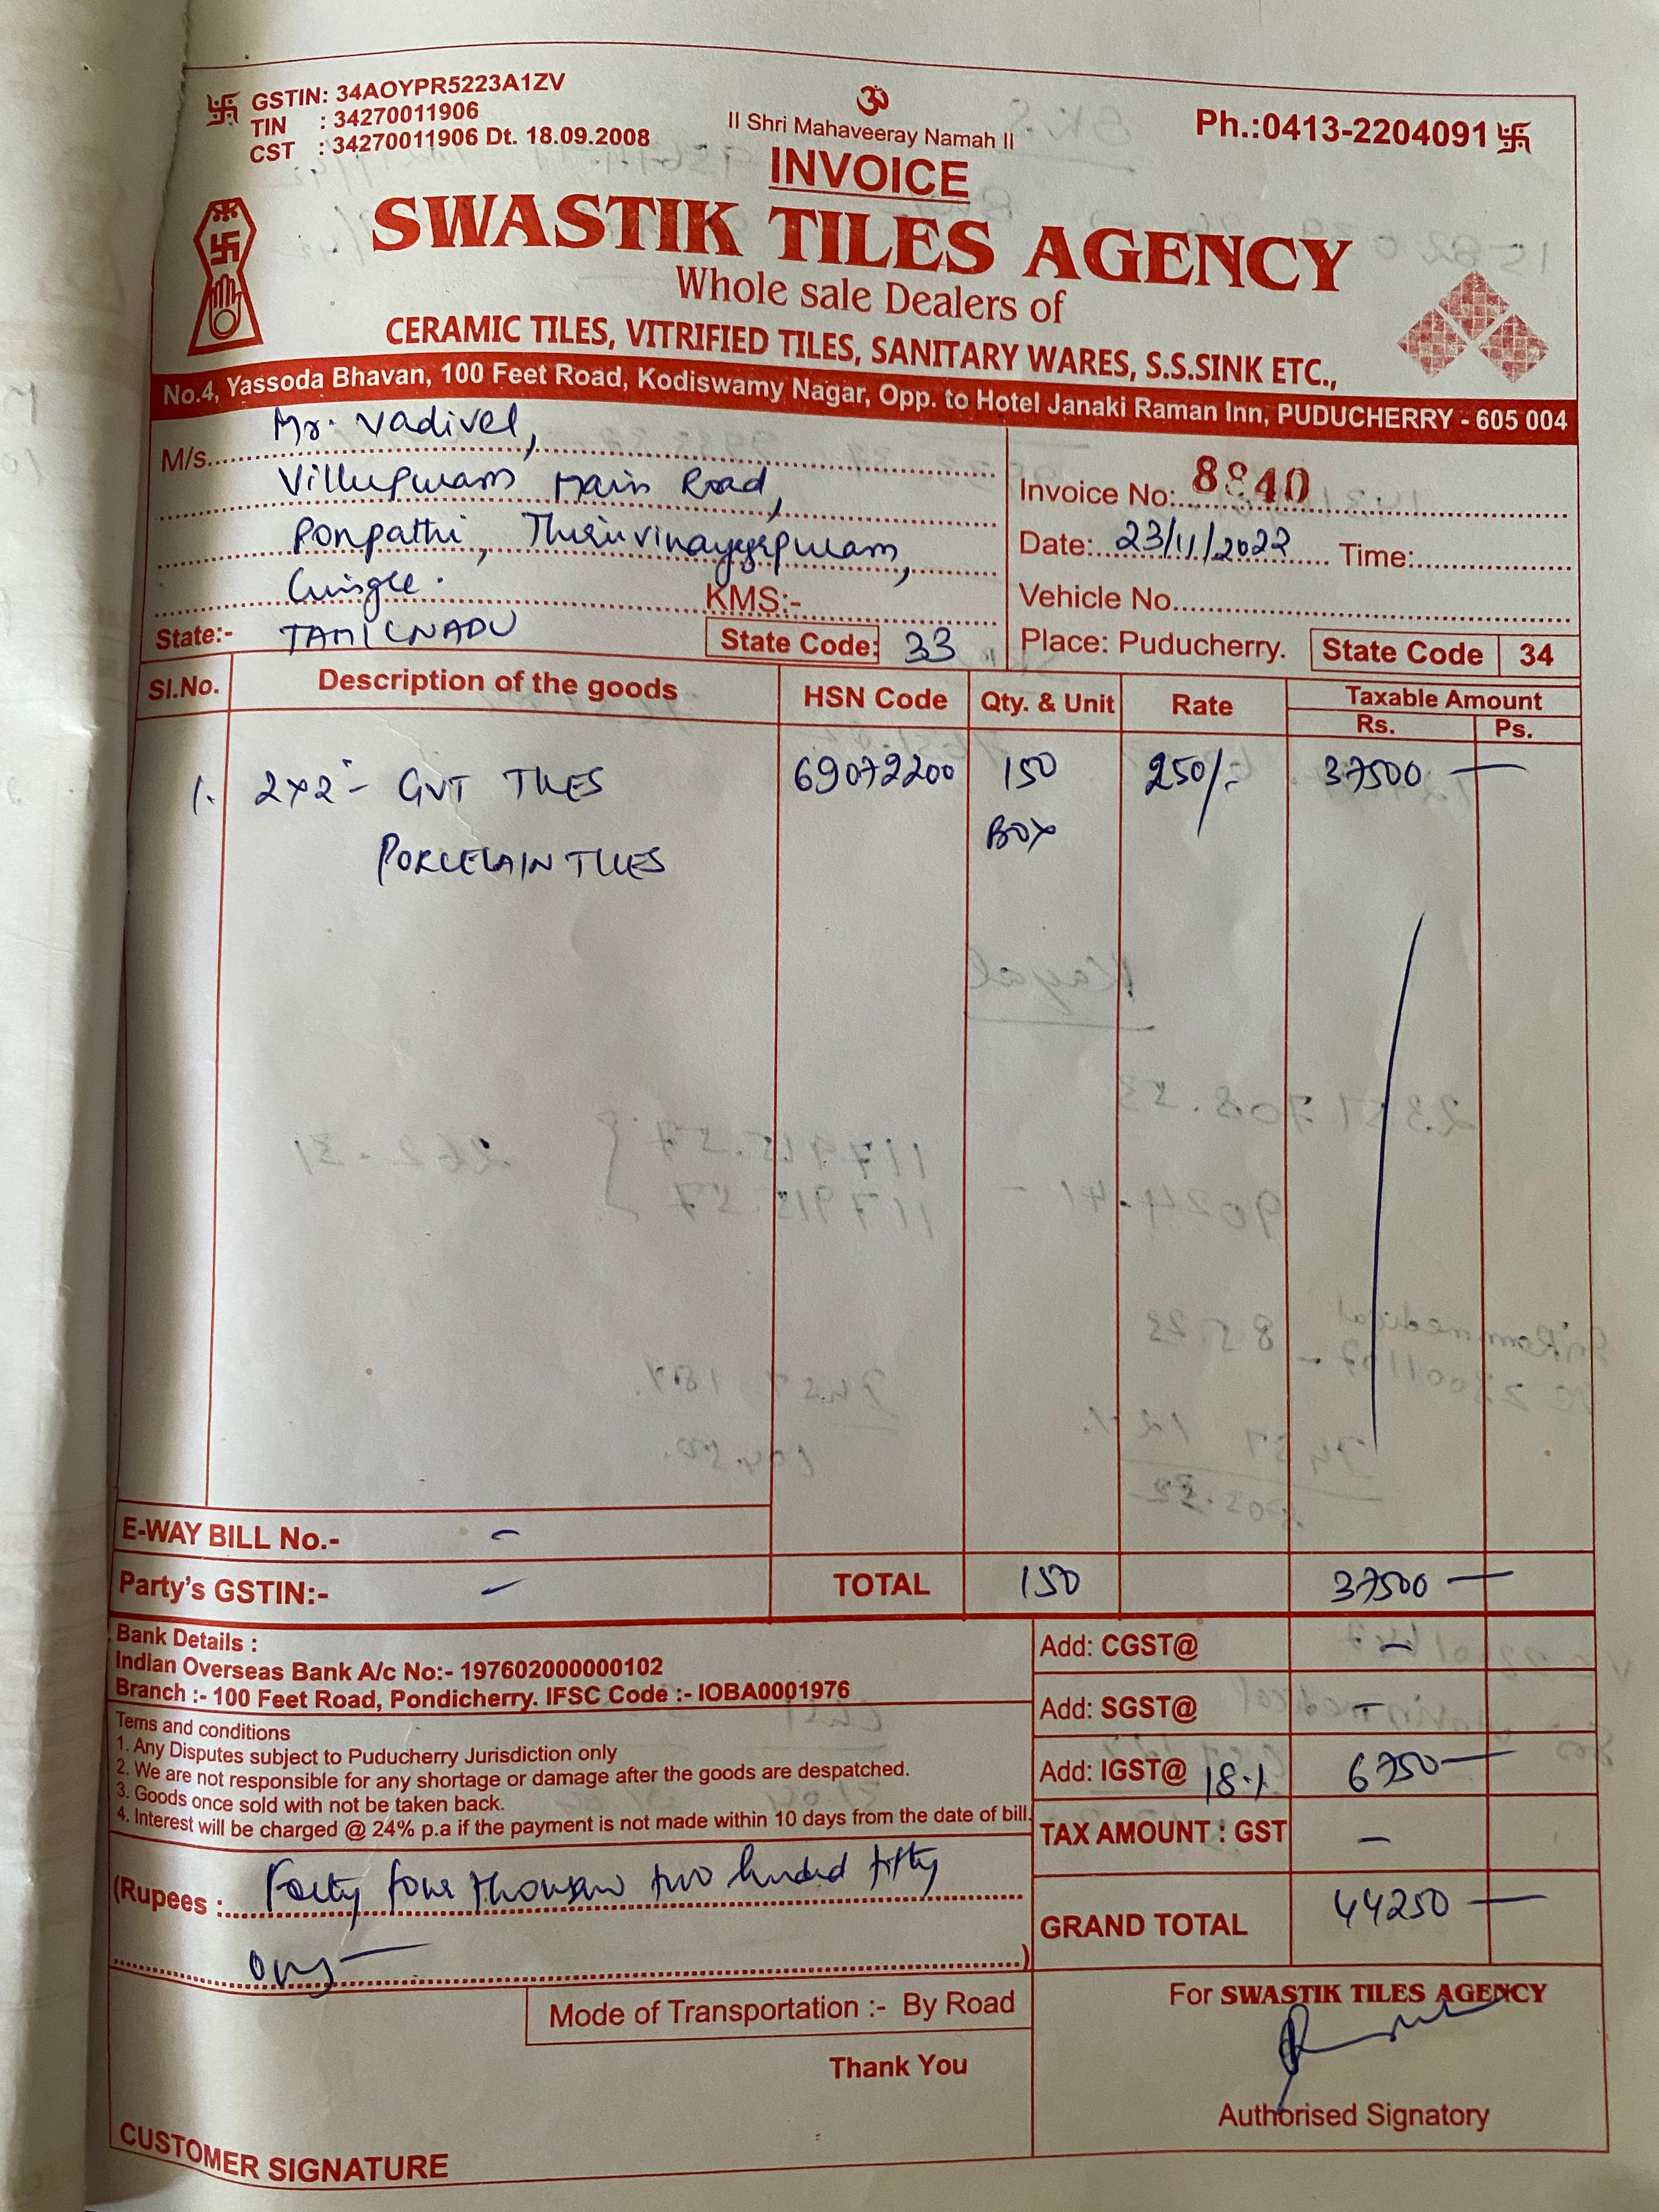 GSTIN: 34AOYPR5223A1ZV
TIN : 34270011906
CST : 34270011906 Dt. 18.09.2008
ॐ
II Shri Mahaveeray Namah II
Ph.:0413-2204091
INVOICE
SWASTIK TILES AGENCY
Whole sale Dealers of
CERAMIC TILES, VITRIFIED TILES, SANITARY WARES, S.S.SINK ETC.,
No.4, Yassoda Bhavan, 100 Feet Road, Kodiswamy Nagar, Opp. to Hotel Janaki Raman Inn, PUDUCHERRY - 605 004
M/s. Mr. Vadivel,
Villupuram Main Road,
Ponpathi,
KMS:-
State:- TAMILNADU State Code: 33
Invoice No: 8840
Date: 23/11/2022 Time:
Vehicle No.
Place: Puducherry. State Code 34
Sl.No. Description of the goods HSN Code Qty. & Unit Rate Taxable Amount
Rs. Ps.
1. 2x2 - GVT TILES 69072200 150 250/- 37500 —
PORCELAIN TILES BOX
E-WAY BILL No.- -
Party's GSTIN:- - TOTAL 150 37500 —
Bank Details :
Indian Overseas Bank A/c No:- 197602000000102
Branch :- 100 Feet Road, Pondicherry. IFSC Code :- IOBA0001976
Tems and conditions
1. Any Disputes subject to Puducherry Jurisdiction only
2. We are not responsible for any shortage or damage after the goods are despatched.
3. Goods once sold with not be taken back.
4. Interest will be charged @ 24% p.a if the payment is not made within 10 days from the date of bill.
Add: CGST@ -
Add: SGST@ -
Add: IGST@ 18% 6750 —
TAX AMOUNT : GST -
GRAND TOTAL 44250 —
(Rupees : Forty four thousand two hundred fifty
only — )
Mode of Transportation :- By Road
Thank You
CUSTOMER SIGNATURE
For SWASTIK TILES AGENCY
Authorised Signatory